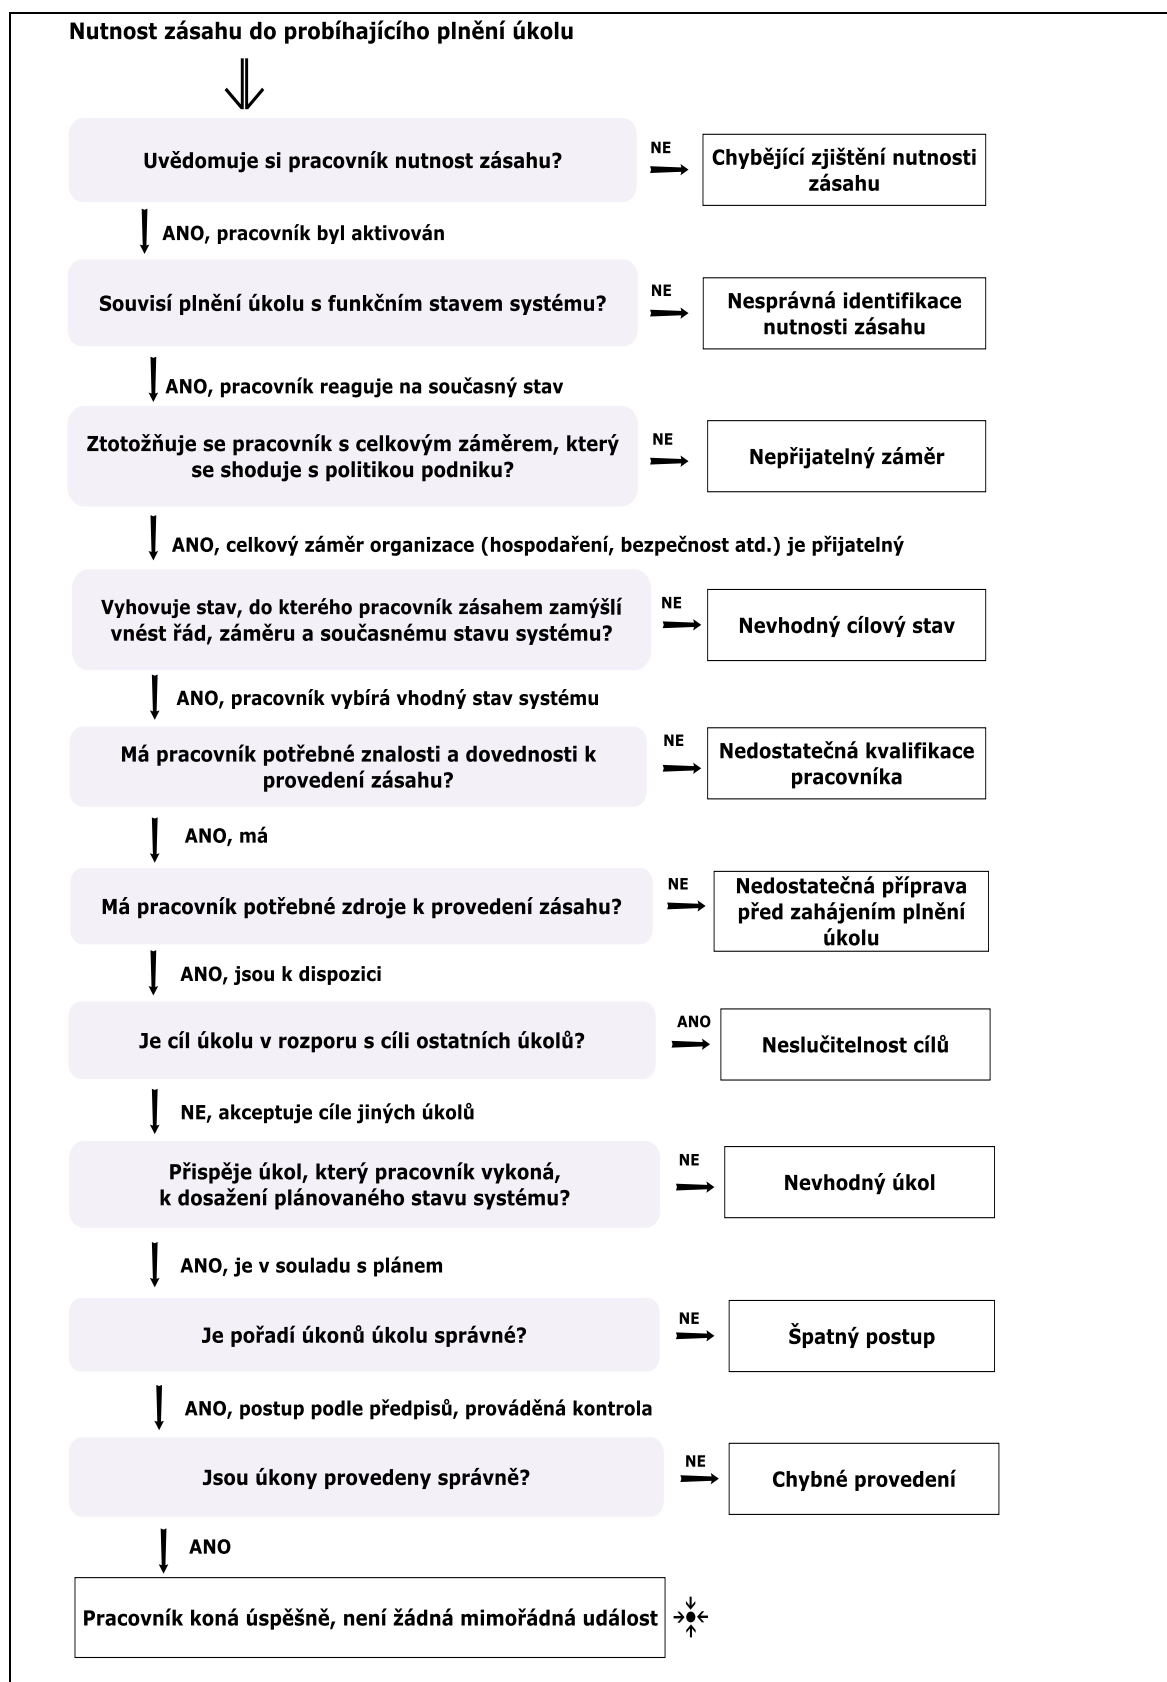 Nutnost zásahu do probíhajícího plnění úkolu
Uvědomuje si pracovník nutnost zásahu?
NE
Chybějící zjištění nutnosti
zásahu
ANO, pracovník byl aktivován
Souvisí plnění úkolu s funkčním stavem systému?
NE
Nesprávná identifikace
nutnosti zásahu
ANO, pracovník reaguje na současný stav
Ztotožňuje se pracovník s celkovým záměrem, který
se shoduje s politikou podniku?
NE
Nepřijatelný záměr
ANO, celkový záměr organizace (hospodaření, bezpečnost atd.) je přijatelný
Vyhovuje stav, do kterého pracovník zásahem zamýšlí
vnést řád, záměru a současnému stavu systému?
NE
Nevhodný cílový stav
ANO, pracovník vybírá vhodný stav systému
Má pracovník potřebné znalosti a dovednosti k
provedení zásahu?
NE
Nedostatečná kvalifikace
pracovníka
ANO, má
Má pracovník potřebné zdroje k provedení zásahu?
NE
Nedostatečná příprava
před zahájením plnění
úkolu
ANO, jsou k dispozici
Je cíl úkolu v rozporu s cíli ostatních úkolů?
ANO
Neslučitelnost cílů
NE, akceptuje cíle jiných úkolů
Přispěje úkol, který pracovník vykoná,
k dosažení plánovaného stavu systému?
NE
Nevhodný úkol
ANO, je v souladu s plánem
Je pořadí úkonů úkolu správné?
NE
Špatný postup
ANO, postup podle předpisů, prováděná kontrola
Jsou úkony provedeny správně?
NE
Chybné provedení
ANO
Pracovník koná úspěšně, není žádná mimořádná událost